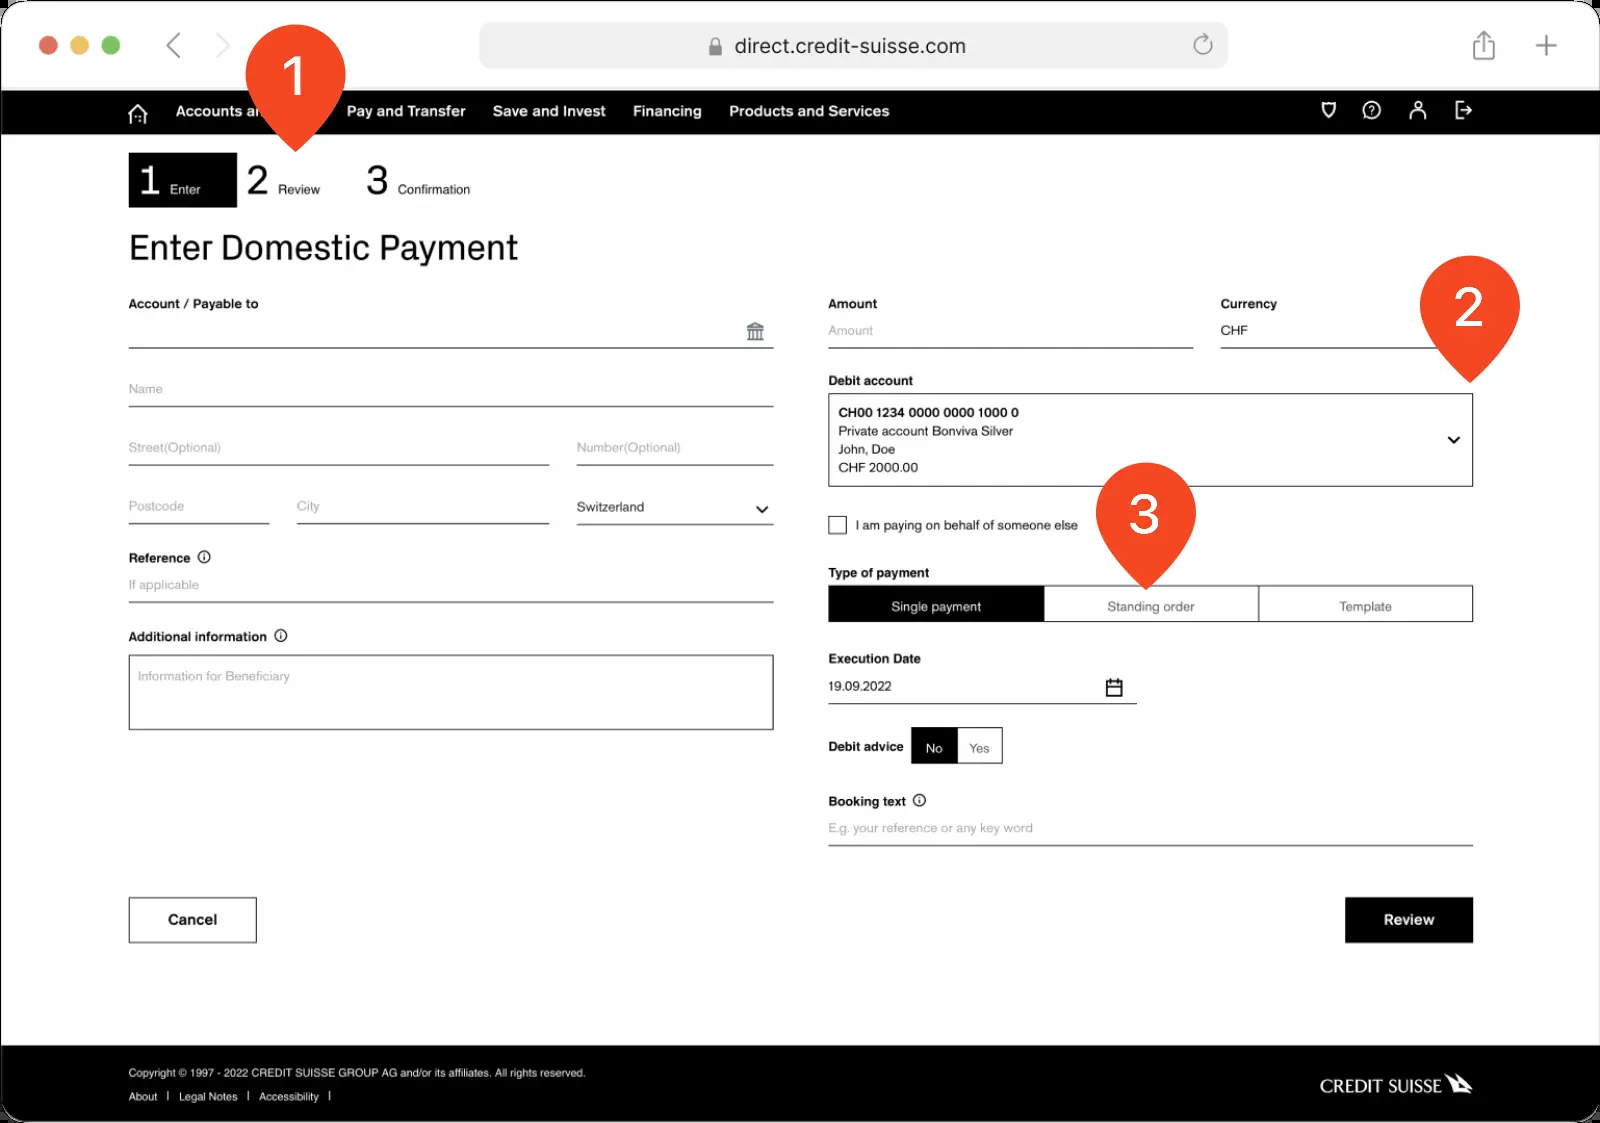 direct.credit-suisse.com
1
Accounts a Pay and Transfer Save and Invest Financing Products and Services
1 Enter 2 Review 3 Confirmation
Enter Domestic Payment
Account / Payable to
Name
Street(Optional) Number(Optional)
Postcode City Switzerland
Reference
If applicable
Additional information
Information for Beneficiary
Amount Currency
Amount CHF
2
Debit account
CH00 1234 0000 0000 1000 0
Private account Bonviva Silver
John, Doe
CHF 2000.00
I am paying on behalf of someone else
3
Type of payment
Single payment Standing order Template
Execution Date
19.09.2022
Debit advice No Yes
Booking text
E.g. your reference or any key word
Cancel Review
Copyright © 1997 - 2022 CREDIT SUISSE GROUP AG and/or its affiliates. All rights reserved.
About | Legal Notes | Accessibility |
CREDIT SUISSE